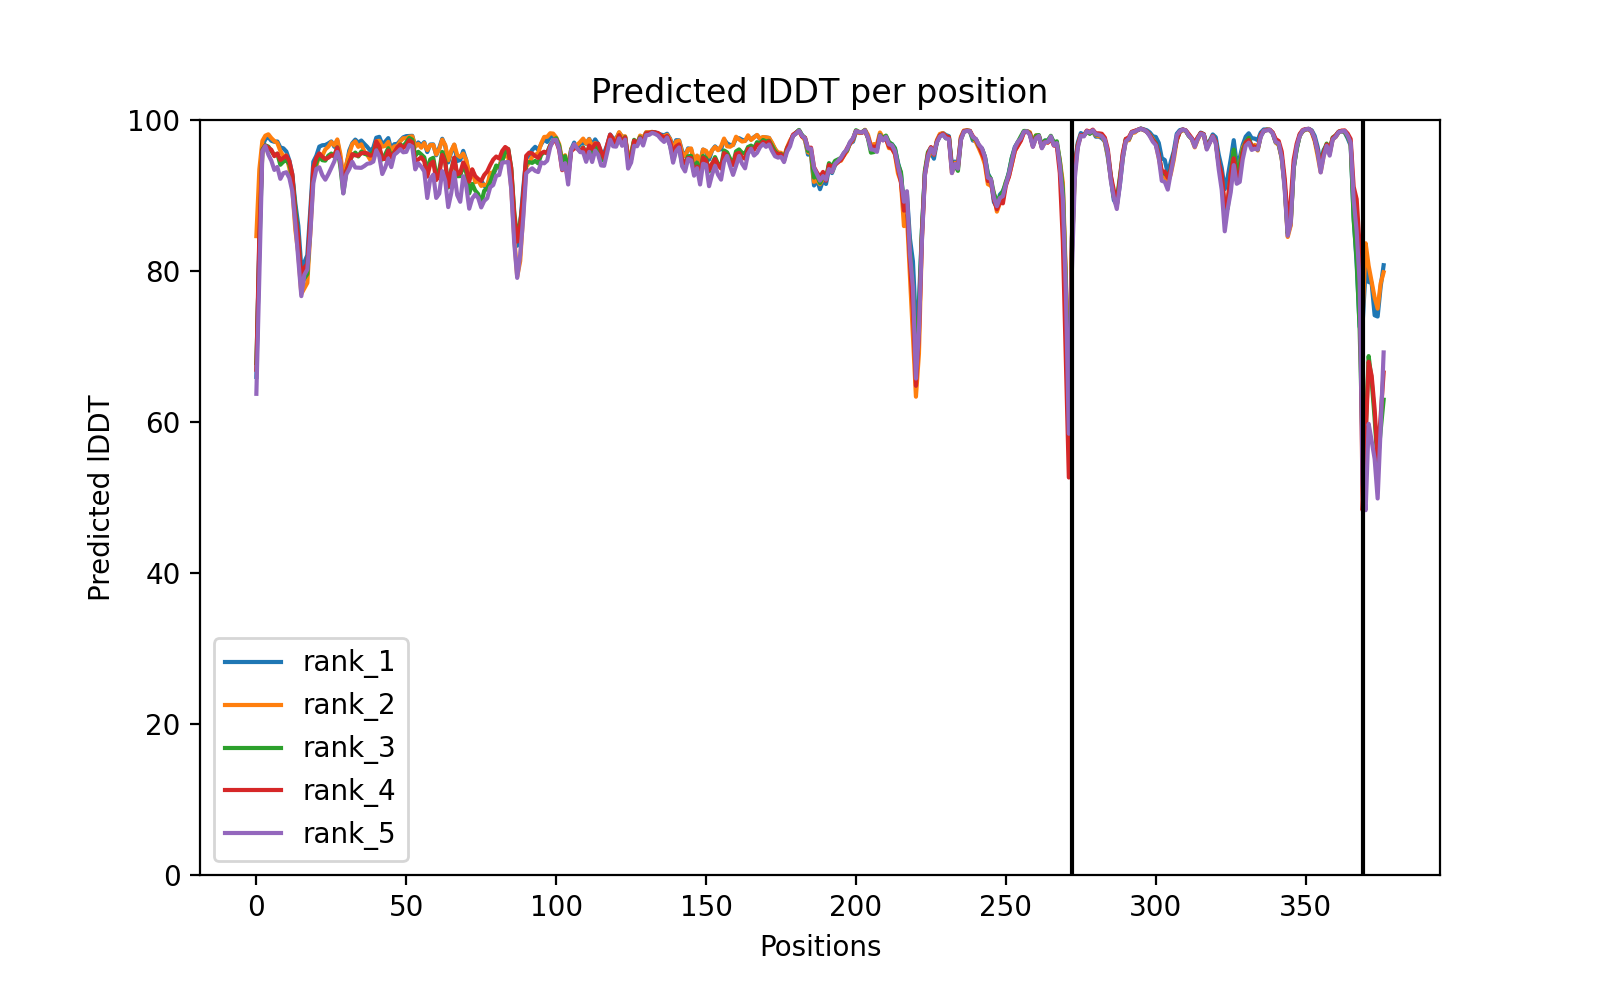 Predicted lDDT per position
100
80
60
40
20
0
Predicted lDDT
rank_1
rank_2
rank_3
rank_4
rank_5
0 50 100 150 200 250 300 350
Positions